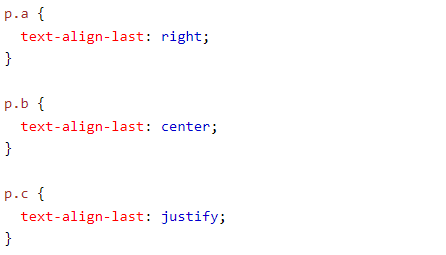 p.a {
  text-align-last: right;
}

p.b {
  text-align-last: center;
}

p.c {
  text-align-last: justify;
}